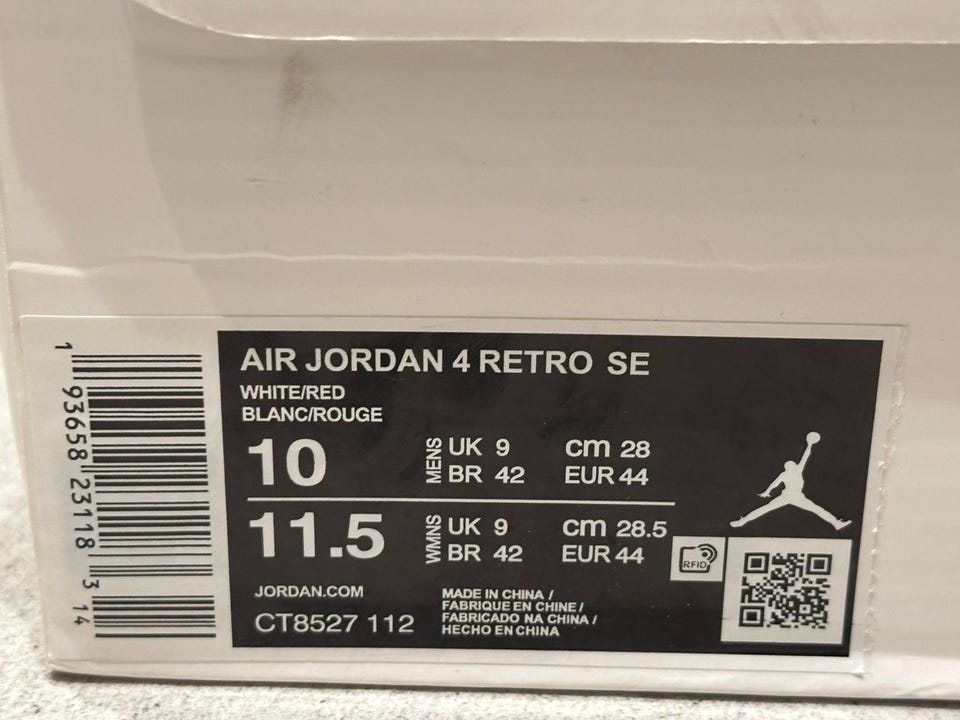 AIR JORDAN 4 RETRO SE
WHITE/RED
BLANC/ROUGE
10 MENS UK 9 cm 28
BR 42 EUR 44
11.5 WMNS UK 9 cm 28.5
BR 42 EUR 44
RFID
JORDAN.COM
CT8527 112
MADE IN CHINA /
FABRIQUE EN CHINE /
FABRICADO NA CHINA /
HECHO EN CHINA
1 93658 23118 3 14